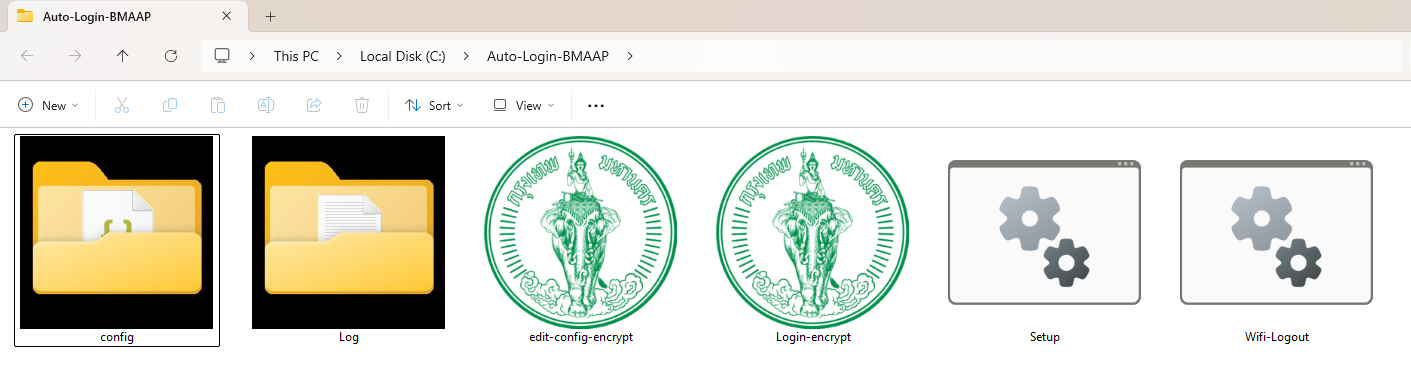 Auto-Login-BMAAP
This PC
Local Disk (C:)
Auto-Login-BMAAP
New
Sort
View
กรุงเทพ มหานคร
กรุงเทพ มหานคร
config
Log
edit-config-encrypt
Login-encrypt
Setup
Wifi-Logout